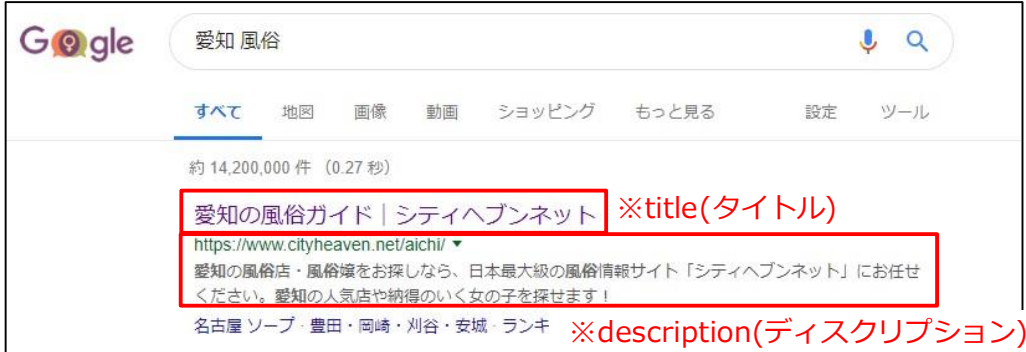 Google
愛知 風俗
すべて 地図 画像 動画 ショッピング もっと見る 設定 ツール
約 14,200,000 件 （0.27 秒）
愛知の風俗ガイド｜シティヘブンネット ※title(タイトル)
https://www.cityheaven.net/aichi/ ▼
愛知の風俗店・風俗嬢をお探しなら、日本最大級の風俗情報サイト「シティヘブンネット」にお任せ
ください。愛知の人気店や納得のいく女の子を探せます！
名古屋 ソープ · 豊田・岡崎・刈谷・安城 · ランキ ※description(ディスクリプション)